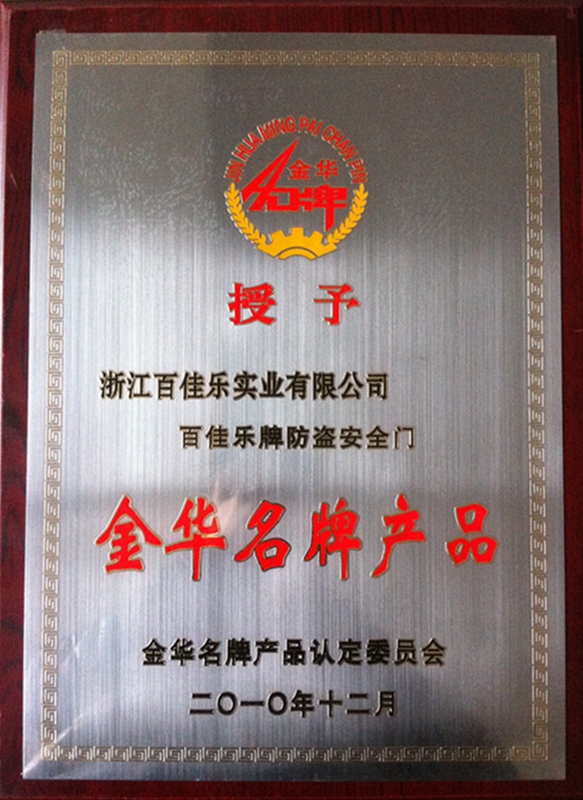 JIN HUA MING PAI CHAN PIN
金华
名牌
授予
浙江百佳乐实业有限公司
百佳乐牌防盗安全门
金华名牌产品
金华名牌产品认定委员会
二〇一〇年十二月